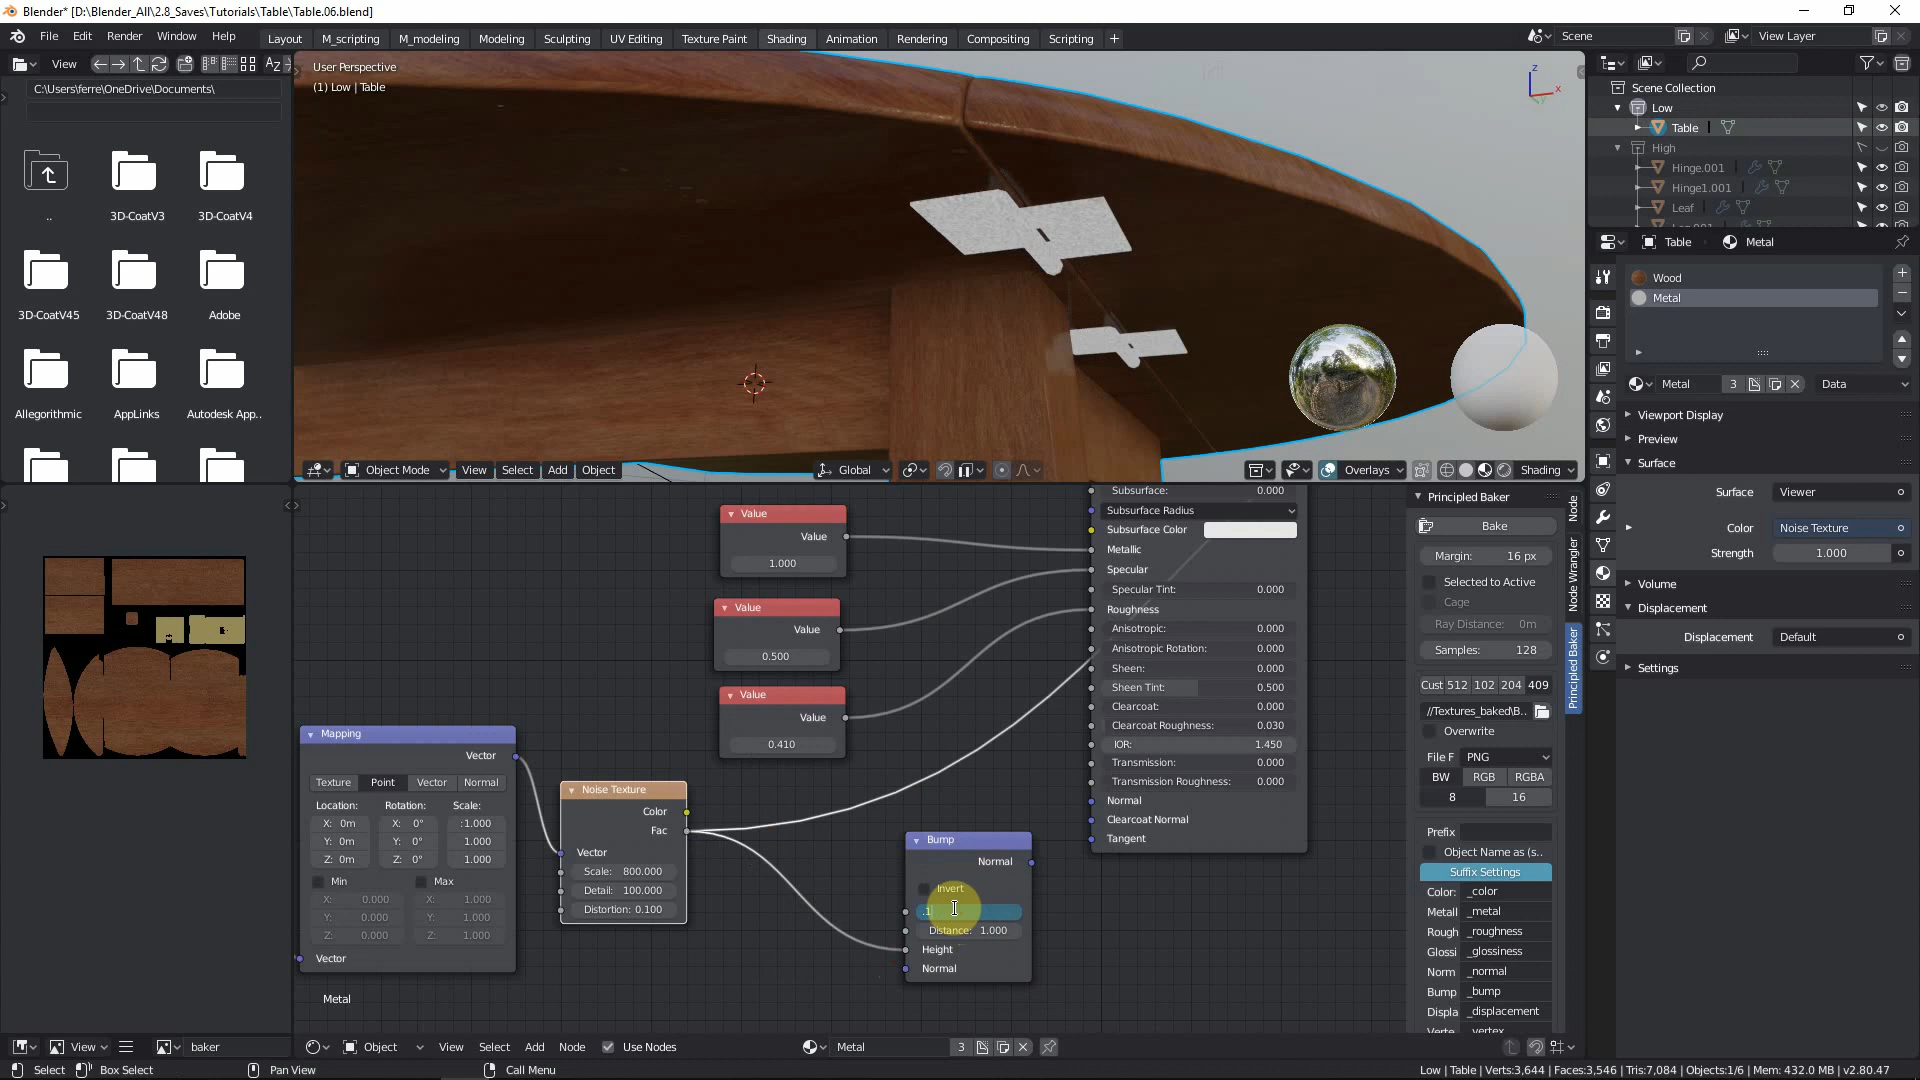 Blender* [D:\Blender_All\2.8_Saves\Tutorials\Table\Table.06.blend]
File Edit Render Window Help
Layout M_scripting M_modeling Modeling Sculpting UV Editing Texture Paint Shading Animation Rendering Compositing Scripting +
Scene
View Layer
View
C:\Users\ferre\OneDrive\Documents\
..
3D-CoatV3
3D-CoatV4
3D-CoatV45
3D-CoatV48
Adobe
Allegorithmic
AppLinks
Autodesk App..
User Perspective
(1) Low | Table
Z
X
Y
Object Mode View Select Add Object
Global
Overlays
Shading
Scene Collection
Low
Table
High
Hinge.001
Hinge1.001
Leaf
Table
Metal
Wood
Metal
Metal
3
Data
Viewport Display
Preview
Surface
Surface
Viewer
Color
Noise Texture
Strength
1.000
Volume
Displacement
Displacement
Default
Settings
Value
Value
1.000
Value
Value
0.500
Value
Value
0.410
Mapping
Vector
Texture Point Vector Normal
Location: Rotation: Scale:
X: 0m X: 0° :1.000
Y: 0m Y: 0° 1.000
Z: 0m Z: 0° 1.000
Min
Max
X: 0.000 X: 1.000
Y: 0.000 Y: 1.000
Z: 0.000 Z: 1.000
Vector
Metal
Noise Texture
Color
Fac
Vector
Scale: 800.000
Detail: 100.000
Distortion: 0.100
Bump
Normal
Invert
.1
Distance: 1.000
Height
Normal
Subsurface: 0.000
Subsurface Radius
Subsurface Color
Metallic
Specular
Specular Tint: 0.000
Roughness
Anisotropic: 0.000
Anisotropic Rotation: 0.000
Sheen: 0.000
Sheen Tint: 0.500
Clearcoat: 0.000
Clearcoat Roughness: 0.030
IOR: 1.450
Transmission: 0.000
Transmission Roughness: 0.000
Normal
Clearcoat Normal
Tangent
Principled Baker
Bake
Margin: 16 px
Selected to Active
Cage
Ray Distance: 0m
Samples: 128
Cust 512 102 204 409
//Textures_baked\B..
Overwrite
File F PNG
BW RGB RGBA
8 16
Prefix
Object Name as (s..
Suffix Settings
Color: _color
Metall _metal
Rough _roughness
Glossi _glossiness
Norm _normal
Bump _bump
Displa _displacement
Verte _vertex
Node
Node Wrangler
Principled Baker
View
baker
Object View Select Add Node Use Nodes
Metal
3
Select
Box Select
Pan View
Call Menu
Low | Table | Verts:3,644 | Faces:3,546 | Tris:7,084 | Objects:1/6 | Mem: 432.0 MB | v2.80.47